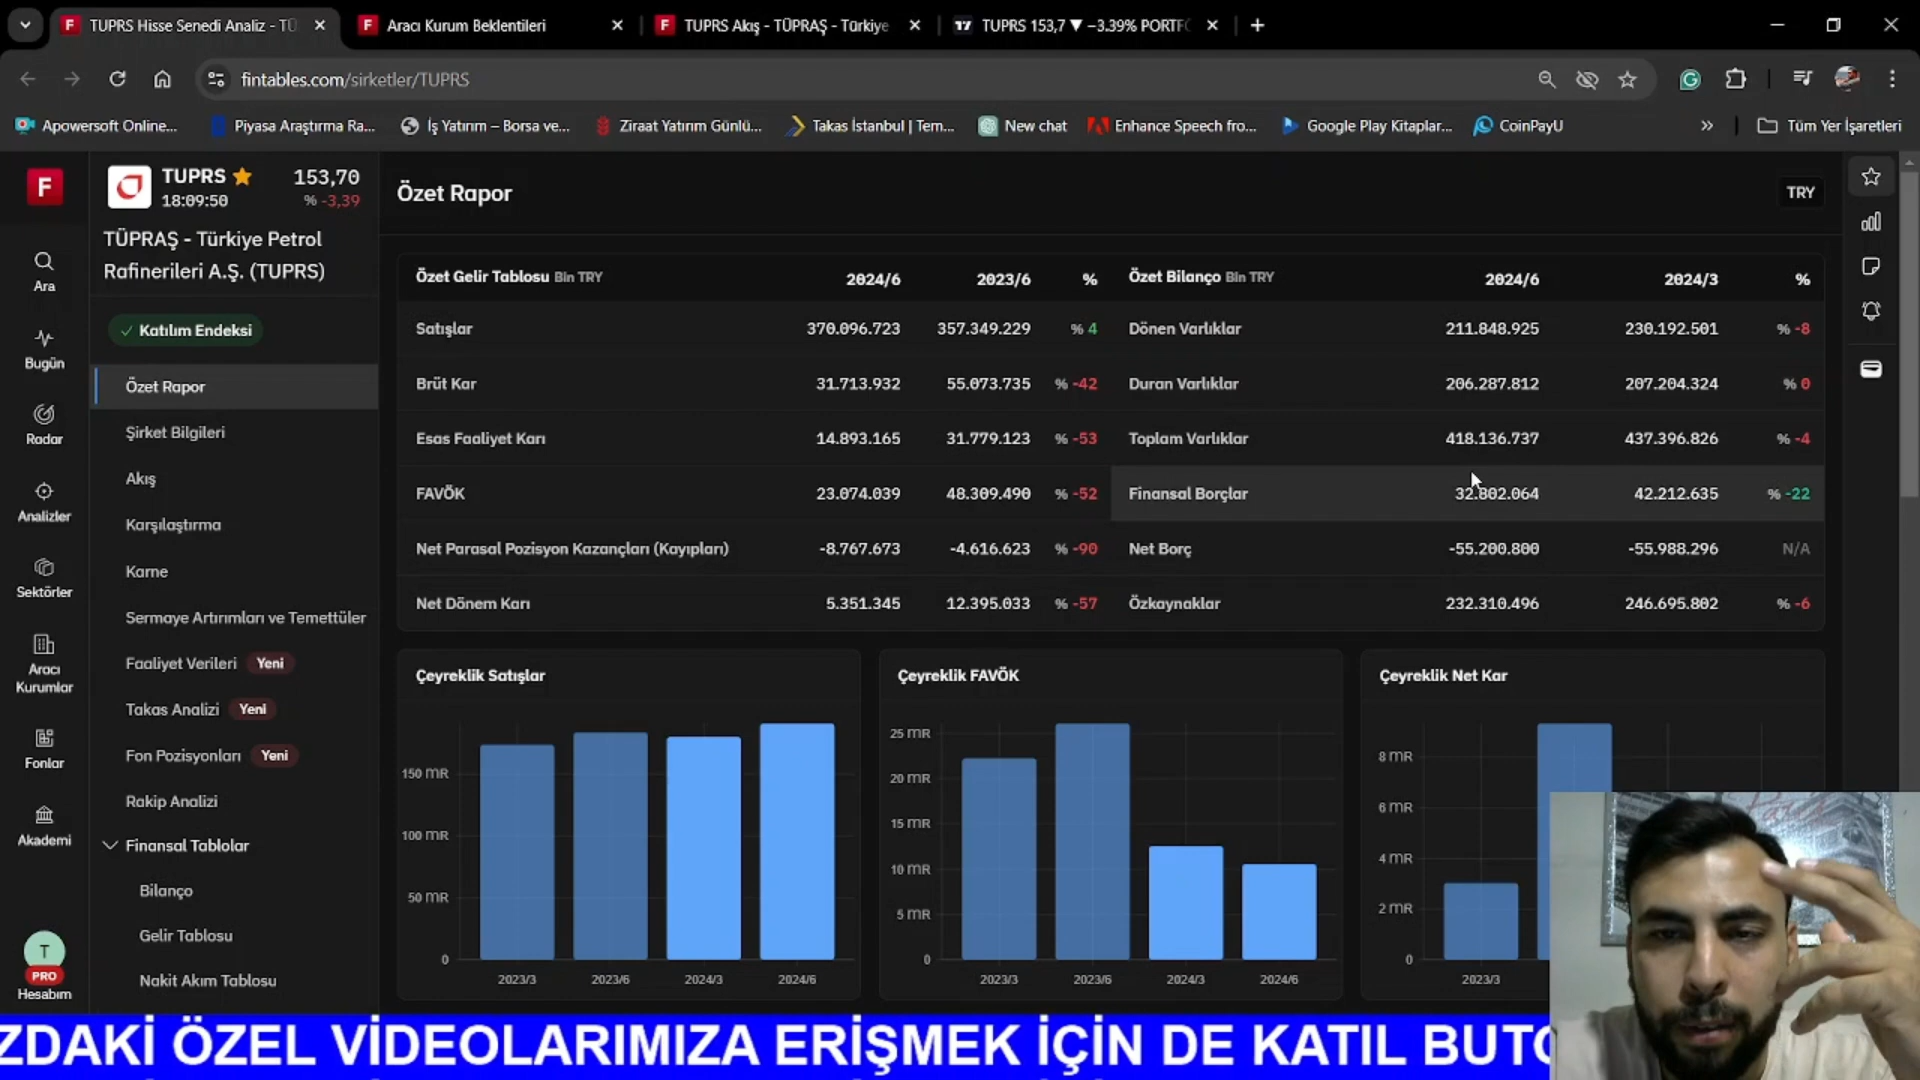 TUPRS Hisse Senedi Analiz - TÜ
Aracı Kurum Beklentileri
TUPRS Akış - TÜPRAŞ - Türkiye
TUPRS 153,7 ▼ −3.39% PORTF
fintables.com/sirketler/TUPRS
Apowersoft Online...
Piyasa Araştırma Ra...
İş Yatırım – Borsa ve...
Ziraat Yatırım Günlü...
Takas İstanbul | Tem...
New chat
Enhance Speech fro...
Google Play Kitaplar...
CoinPayU
Tüm Yer İşaretleri
F
Ara
Bugün
Radar
Analizler
Sektörler
Aracı
Kurumlar
Fonlar
Akademi
T
PRO
Hesabım
TUPRS 153,70
18:09:50 % -3,39
TÜPRAŞ - Türkiye Petrol
Rafinerileri A.Ş. (TUPRS)
Katılım Endeksi
Özet Rapor
Şirket Bilgileri
Akış
Karşılaştırma
Karne
Sermaye Artırımları ve Temettüler
Faaliyet Verileri Yeni
Takas Analizi Yeni
Fon Pozisyonları Yeni
Rakip Analizi
Finansal Tablolar
Bilanço
Gelir Tablosu
Nakit Akım Tablosu
Özet Rapor
TRY
Özet Gelir Tablosu Bin TRY 2024/6 2023/6 %
Satışlar 370.096.723 357.349.229 % 4
Brüt Kar 31.713.932 55.073.735 % -42
Esas Faaliyet Karı 14.893.165 31.779.123 % -53
FAVÖK 23.074.039 48.309.490 % -52
Net Parasal Pozisyon Kazançları (Kayıpları) -8.767.673 -4.616.623 % -90
Net Dönem Karı 5.351.345 12.395.033 % -57
Özet Bilanço Bin TRY 2024/6 2024/3 %
Dönen Varlıklar 211.848.925 230.192.501 % -8
Duran Varlıklar 206.287.812 207.204.324 % 0
Toplam Varlıklar 418.136.737 437.396.826 % -4
Finansal Borçlar 32.802.064 42.212.635 % -22
Net Borç -55.200.800 -55.988.296 N/A
Özkaynaklar 232.310.496 246.695.802 % -6
Çeyreklik Satışlar
150 MR
100 MR
50 MR
0
2023/3 2023/6 2024/3 2024/6
Çeyreklik FAVÖK
25 MR
20 MR
15 MR
10 MR
5 MR
0
2023/3 2023/6 2024/3 2024/6
Çeyreklik Net Kar
8 MR
6 MR
4 MR
2 MR
0
2023/3
ZDAKİ ÖZEL VİDEOLARIMIZA ERİŞMEK İÇİN DE KATIL BUTO